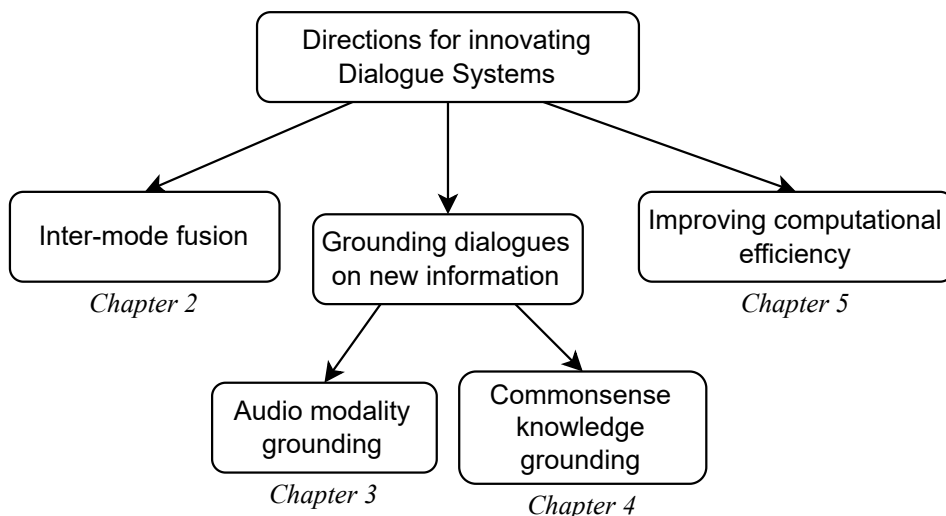 Directions for innovating
Dialogue Systems
Inter-mode fusion
Chapter 2
Grounding dialogues
on new information
Improving computational
efficiency
Chapter 5
Audio modality
grounding
Chapter 3
Commonsense
knowledge
grounding
Chapter 4